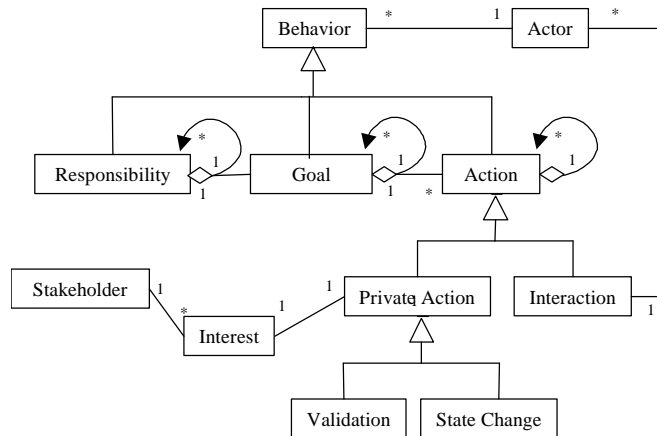 Behavior
*
1
Actor
*
*
*
*
Responsibility
1
1
Goal
1
1
*
Action
1
Stakeholder
1
*
Interest
1
1
Private Action
1
Interaction
1
Validation
State Change